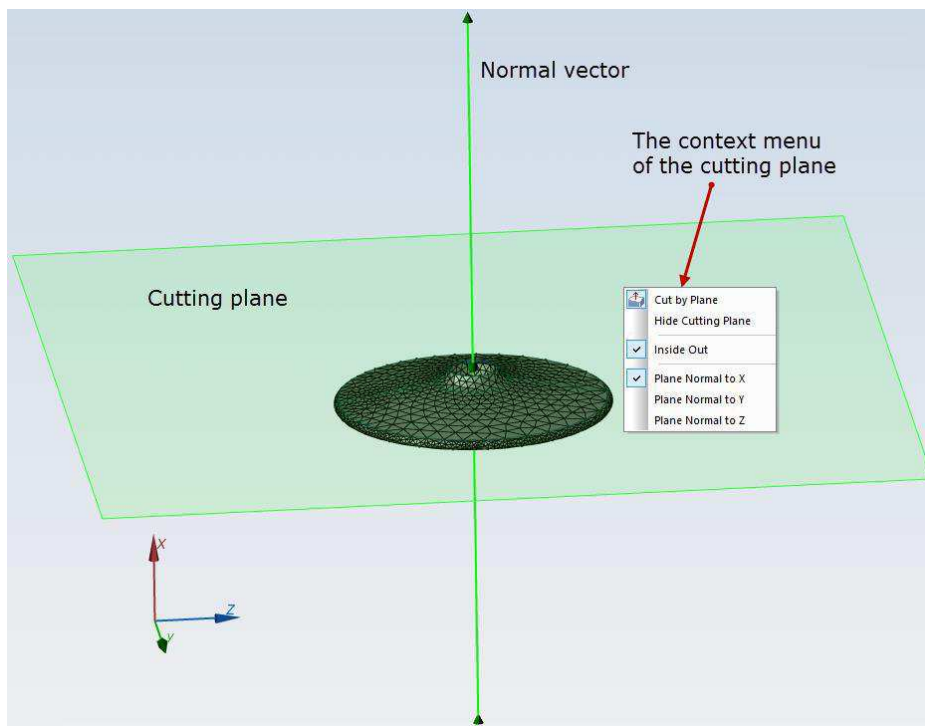 Normal vector
The context menu
of the cutting plane
Cutting plane
Cut by Plane
Hide Cutting Plane
Inside Out
Plane Normal to X
Plane Normal to Y
Plane Normal to Z
X
Z
y